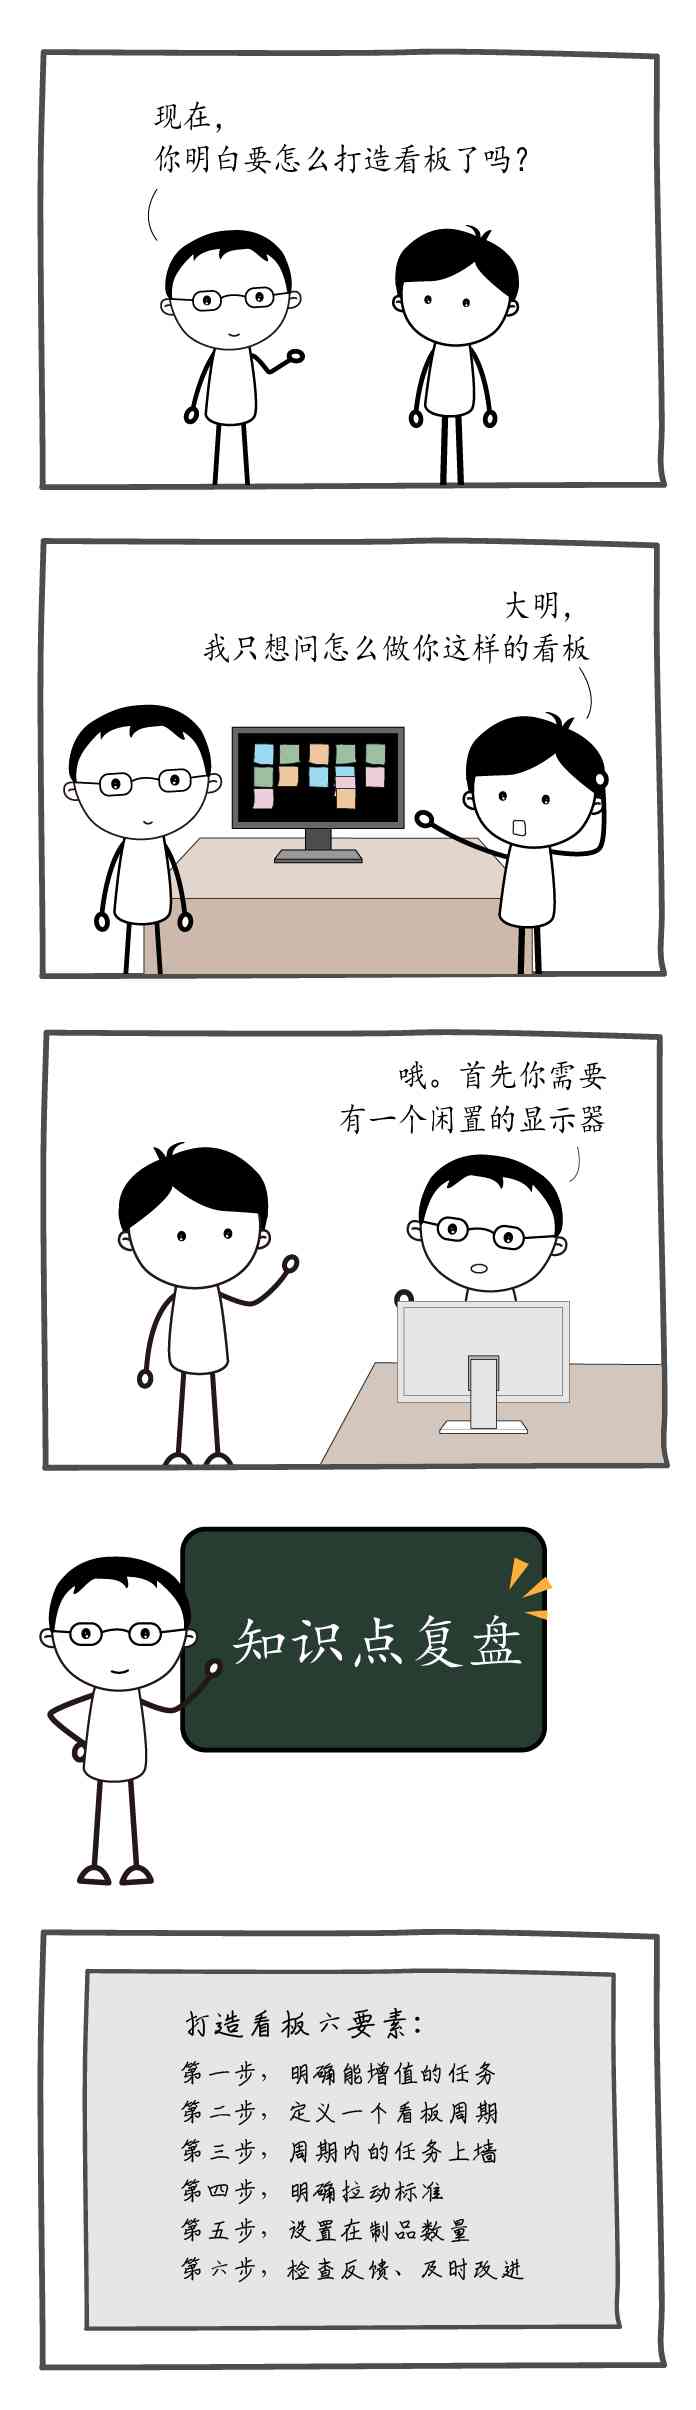 现在，
你明白要怎么打造看板了吗？
大明，
我只想问怎么做你这样的看板
哦。首先你需要
有一个闲置的显示器
知识点复盘
打造看板六要素：
第一步，明确能增值的任务
第二步，定义一个看板周期
第三步，周期内的任务上墙
第四步，明确拉动标准
第五步，设置在制品数量
第六步，检查反馈、及时改进